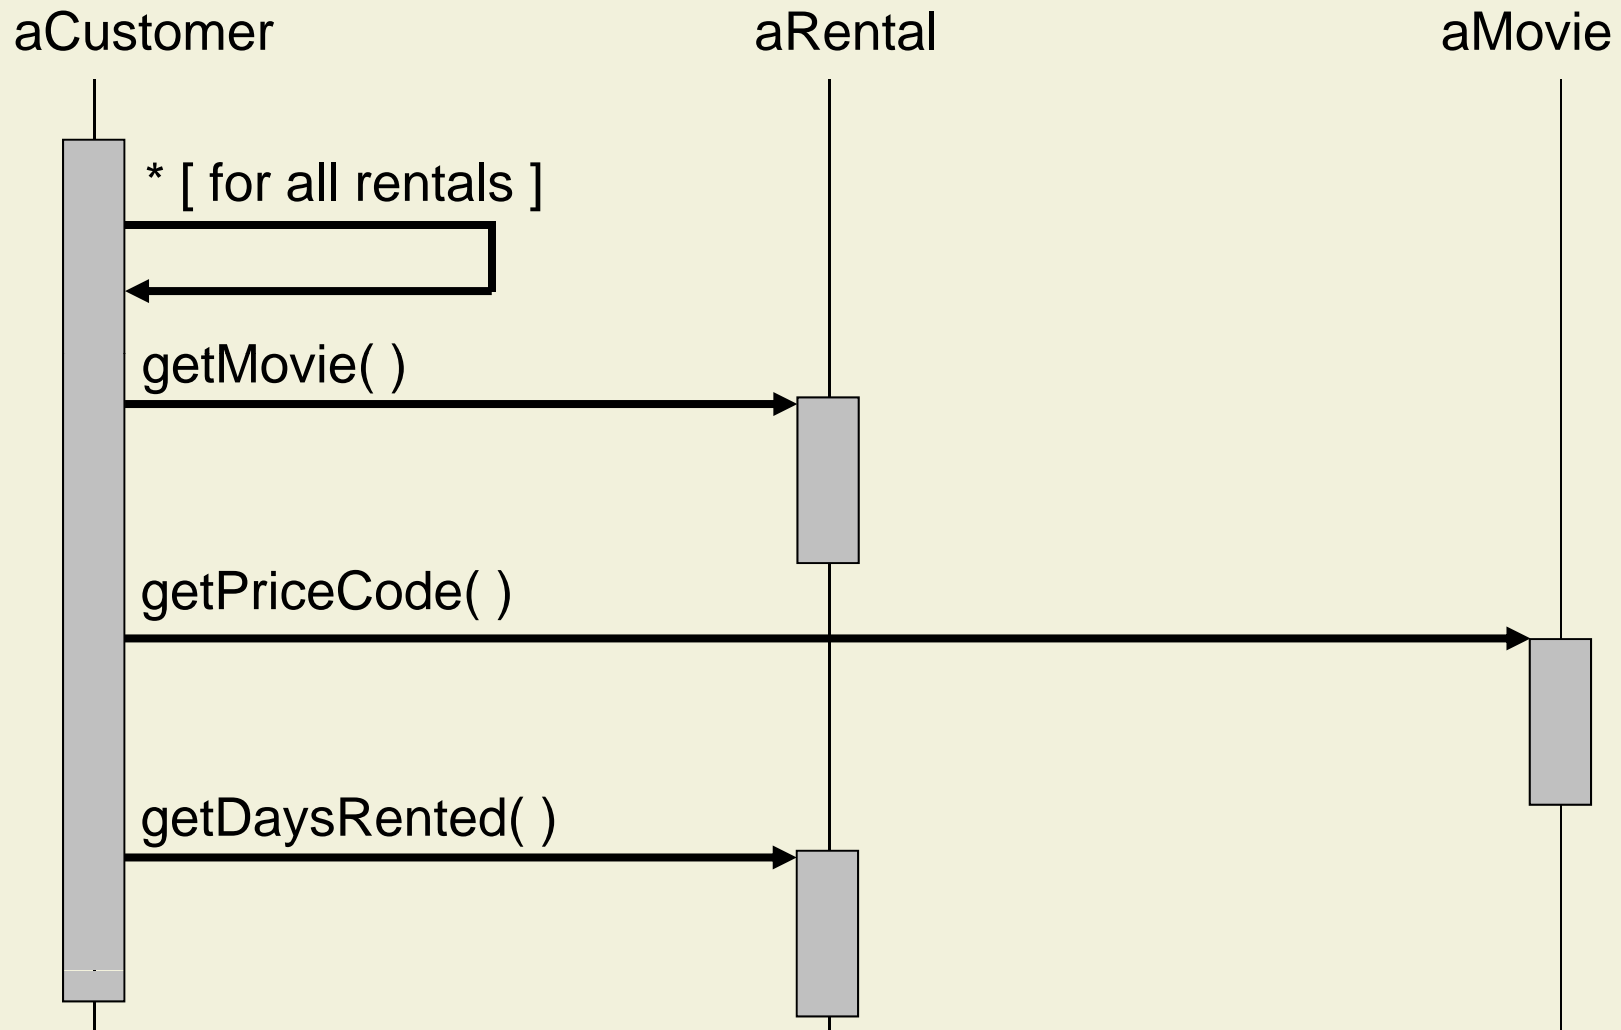 aCustomer aRental aMovie
* [ for all rentals ]
getMovie( )
getPriceCode( )
getDaysRented( )